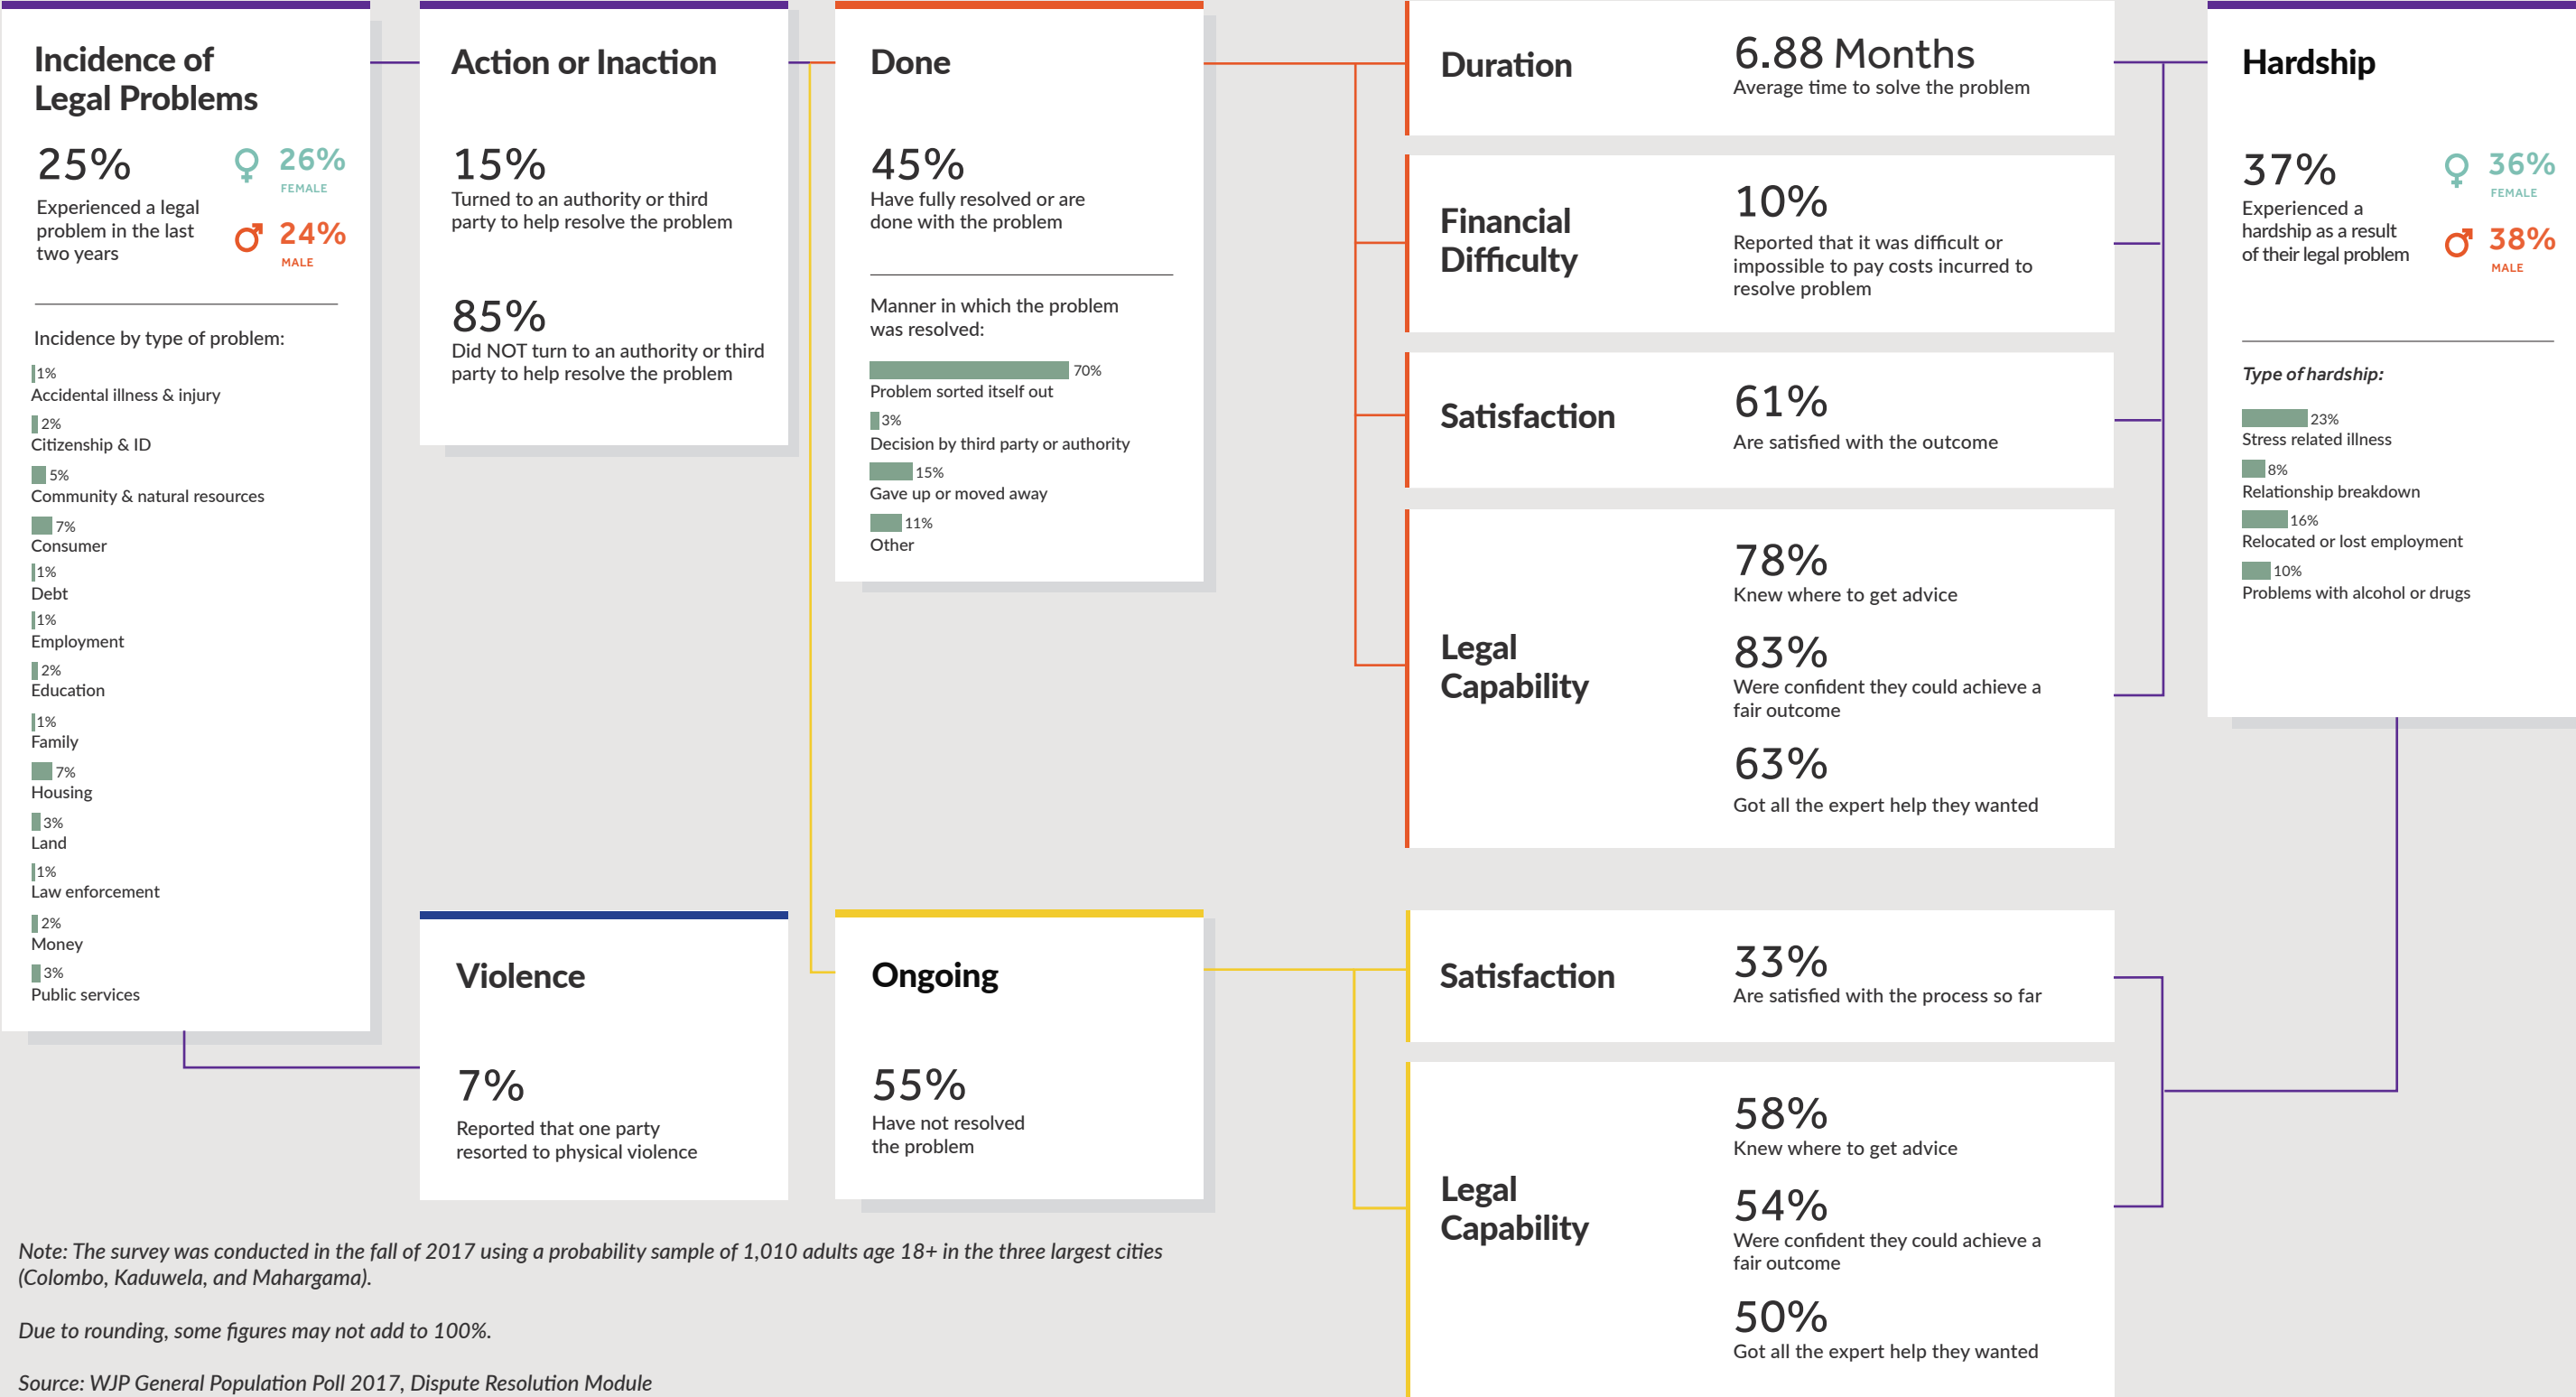 Incidence of
Legal Problems
25%
Experienced a legal
problem in the last
two years
26%
FEMALE
24%
MALE
Incidence by type of problem:
1%
Accidental illness & injury
2%
Citizenship & ID
5%
Community & natural resources
7%
Consumer
1%
Debt
1%
Employment
2%
Education
1%
Family
7%
Housing
3%
Land
1%
Law enforcement
2%
Money
3%
Public services
Action or Inaction
15%
Turned to an authority or third
party to help resolve the problem
85%
Did NOT turn to an authority or third
party to help resolve the problem
Violence
7%
Reported that one party
resorted to physical violence
Done
45%
Have fully resolved or are
done with the problem
Manner in which the problem
was resolved:
70%
Problem sorted itself out
3%
Decision by third party or authority
15%
Gave up or moved away
11%
Other
Ongoing
55%
Have not resolved
the problem
Duration
6.88 Months
Average time to solve the problem
Financial
Difficulty
10%
Reported that it was difficult or
impossible to pay costs incurred to
resolve problem
Satisfaction
61%
Are satisfied with the outcome
Legal
Capability
78%
Knew where to get advice
83%
Were confident they could achieve a
fair outcome
63%
Got all the expert help they wanted
Satisfaction
33%
Are satisfied with the process so far
Legal
Capability
58%
Knew where to get advice
54%
Were confident they could achieve a
fair outcome
50%
Got all the expert help they wanted
Hardship
37%
Experienced a
hardship as a result
of their legal problem
36%
FEMALE
38%
MALE
Type of hardship:
23%
Stress related illness
8%
Relationship breakdown
16%
Relocated or lost employment
10%
Problems with alcohol or drugs
Note: The survey was conducted in the fall of 2017 using a probability sample of 1,010 adults age 18+ in the three largest cities
(Colombo, Kaduwela, and Mahargama).
Due to rounding, some figures may not add to 100%.
Source: WJP General Population Poll 2017, Dispute Resolution Module